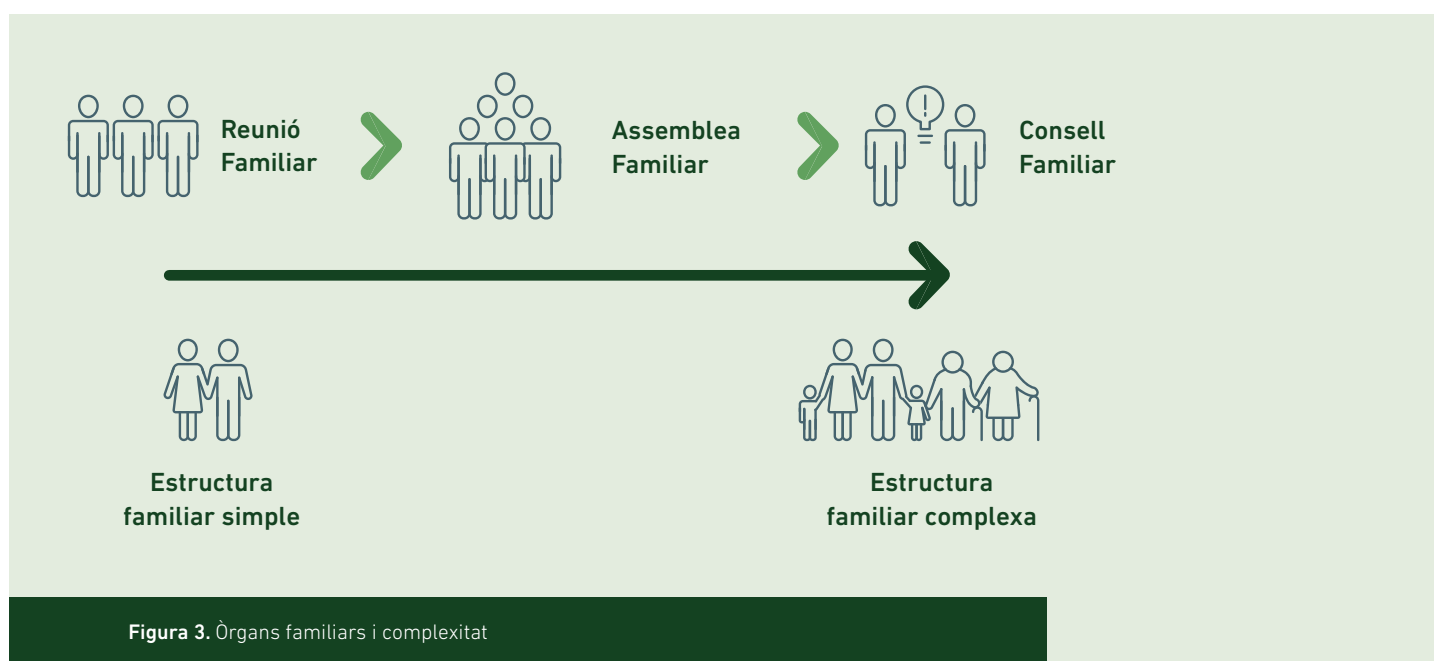 Reunió
Familiar
Assemblea
Familiar
Consell
Familiar
Estructura
familiar simple
Estructura
familiar complexa
Figura 3. Òrgans familiars i complexitat